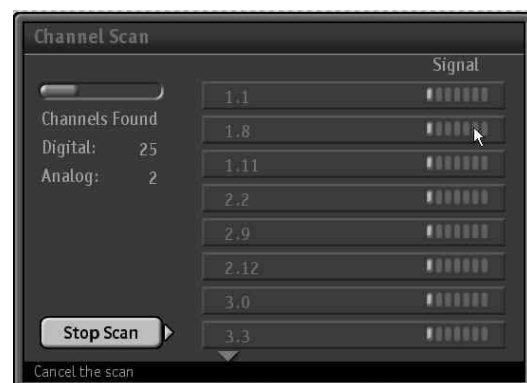 Channel Scan
Signal
Channels Found
Digital: 25
Analog: 2
1.1
1.8
1.11
2.2
2.9
2.12
3.0
3.3
Stop Scan
Cancel the scan